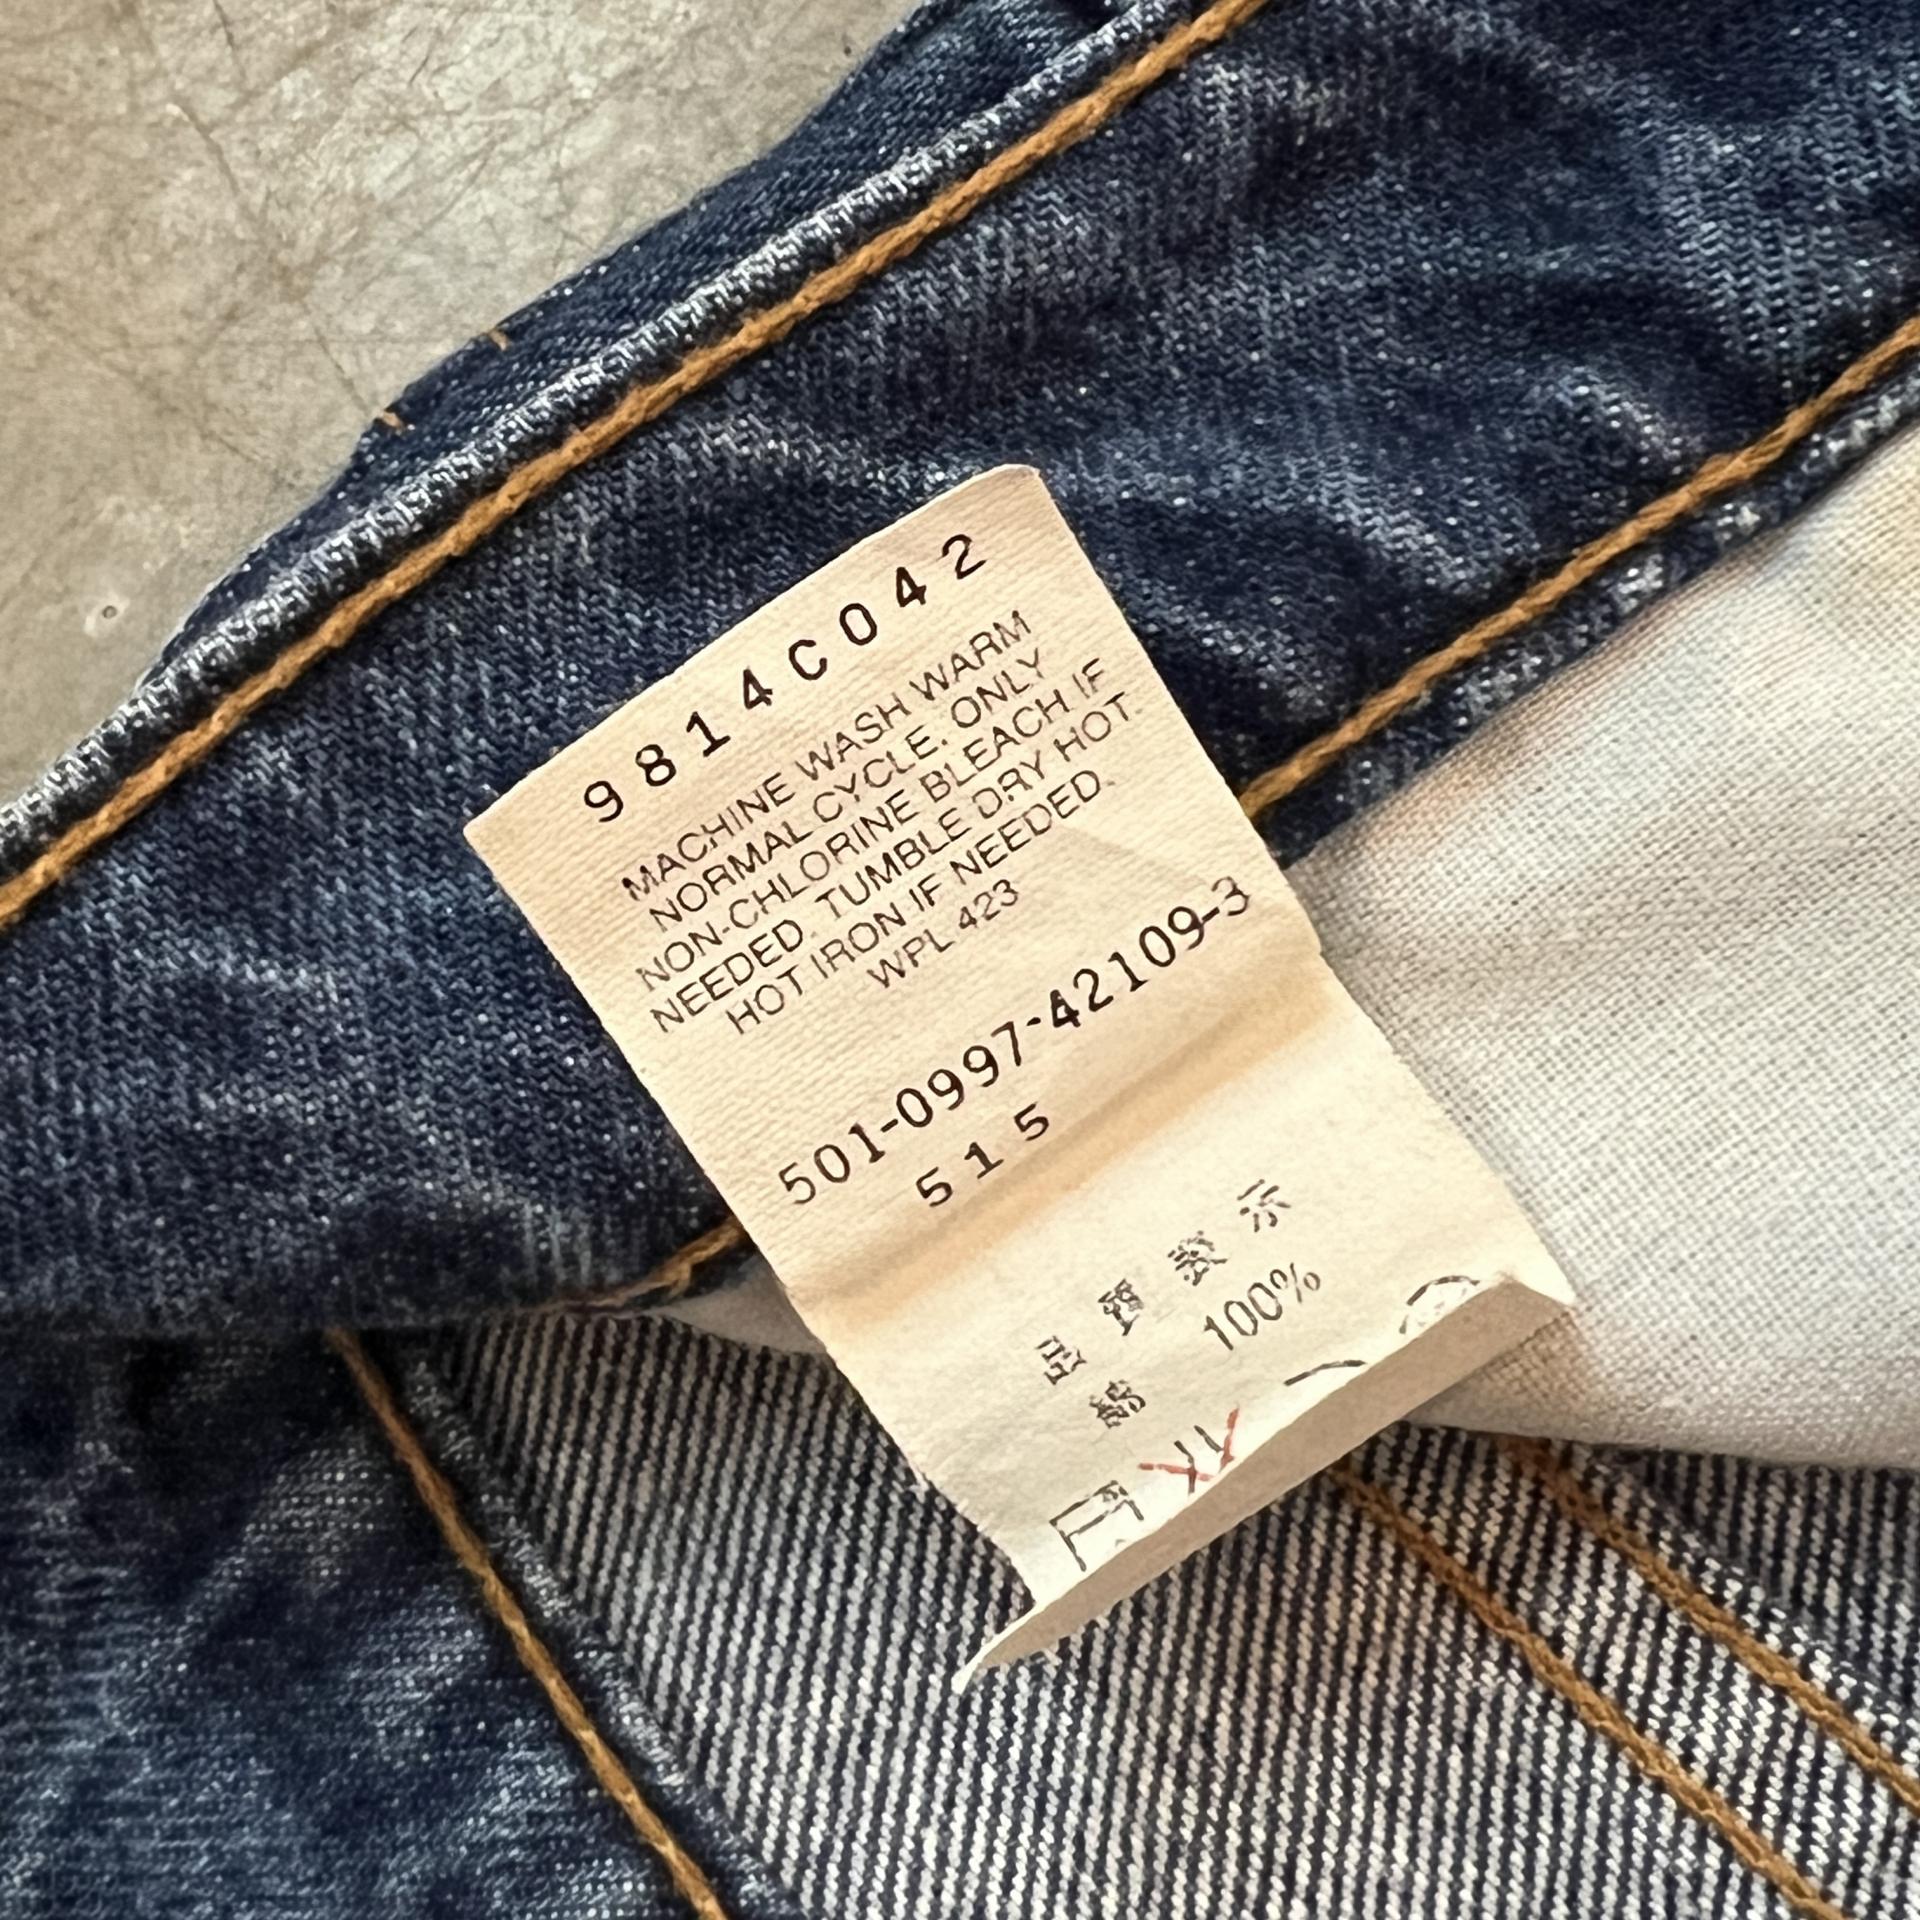 9814C042
MACHINE WASH WARM
NORMAL CYCLE. ONLY
NON-CHLORINE BLEACH IF
NEEDED. TUMBLE DRY HOT.
HOT IRON IF NEEDED.
WPL 423
501-0997-42109-3
515
品質表示
綿 100%